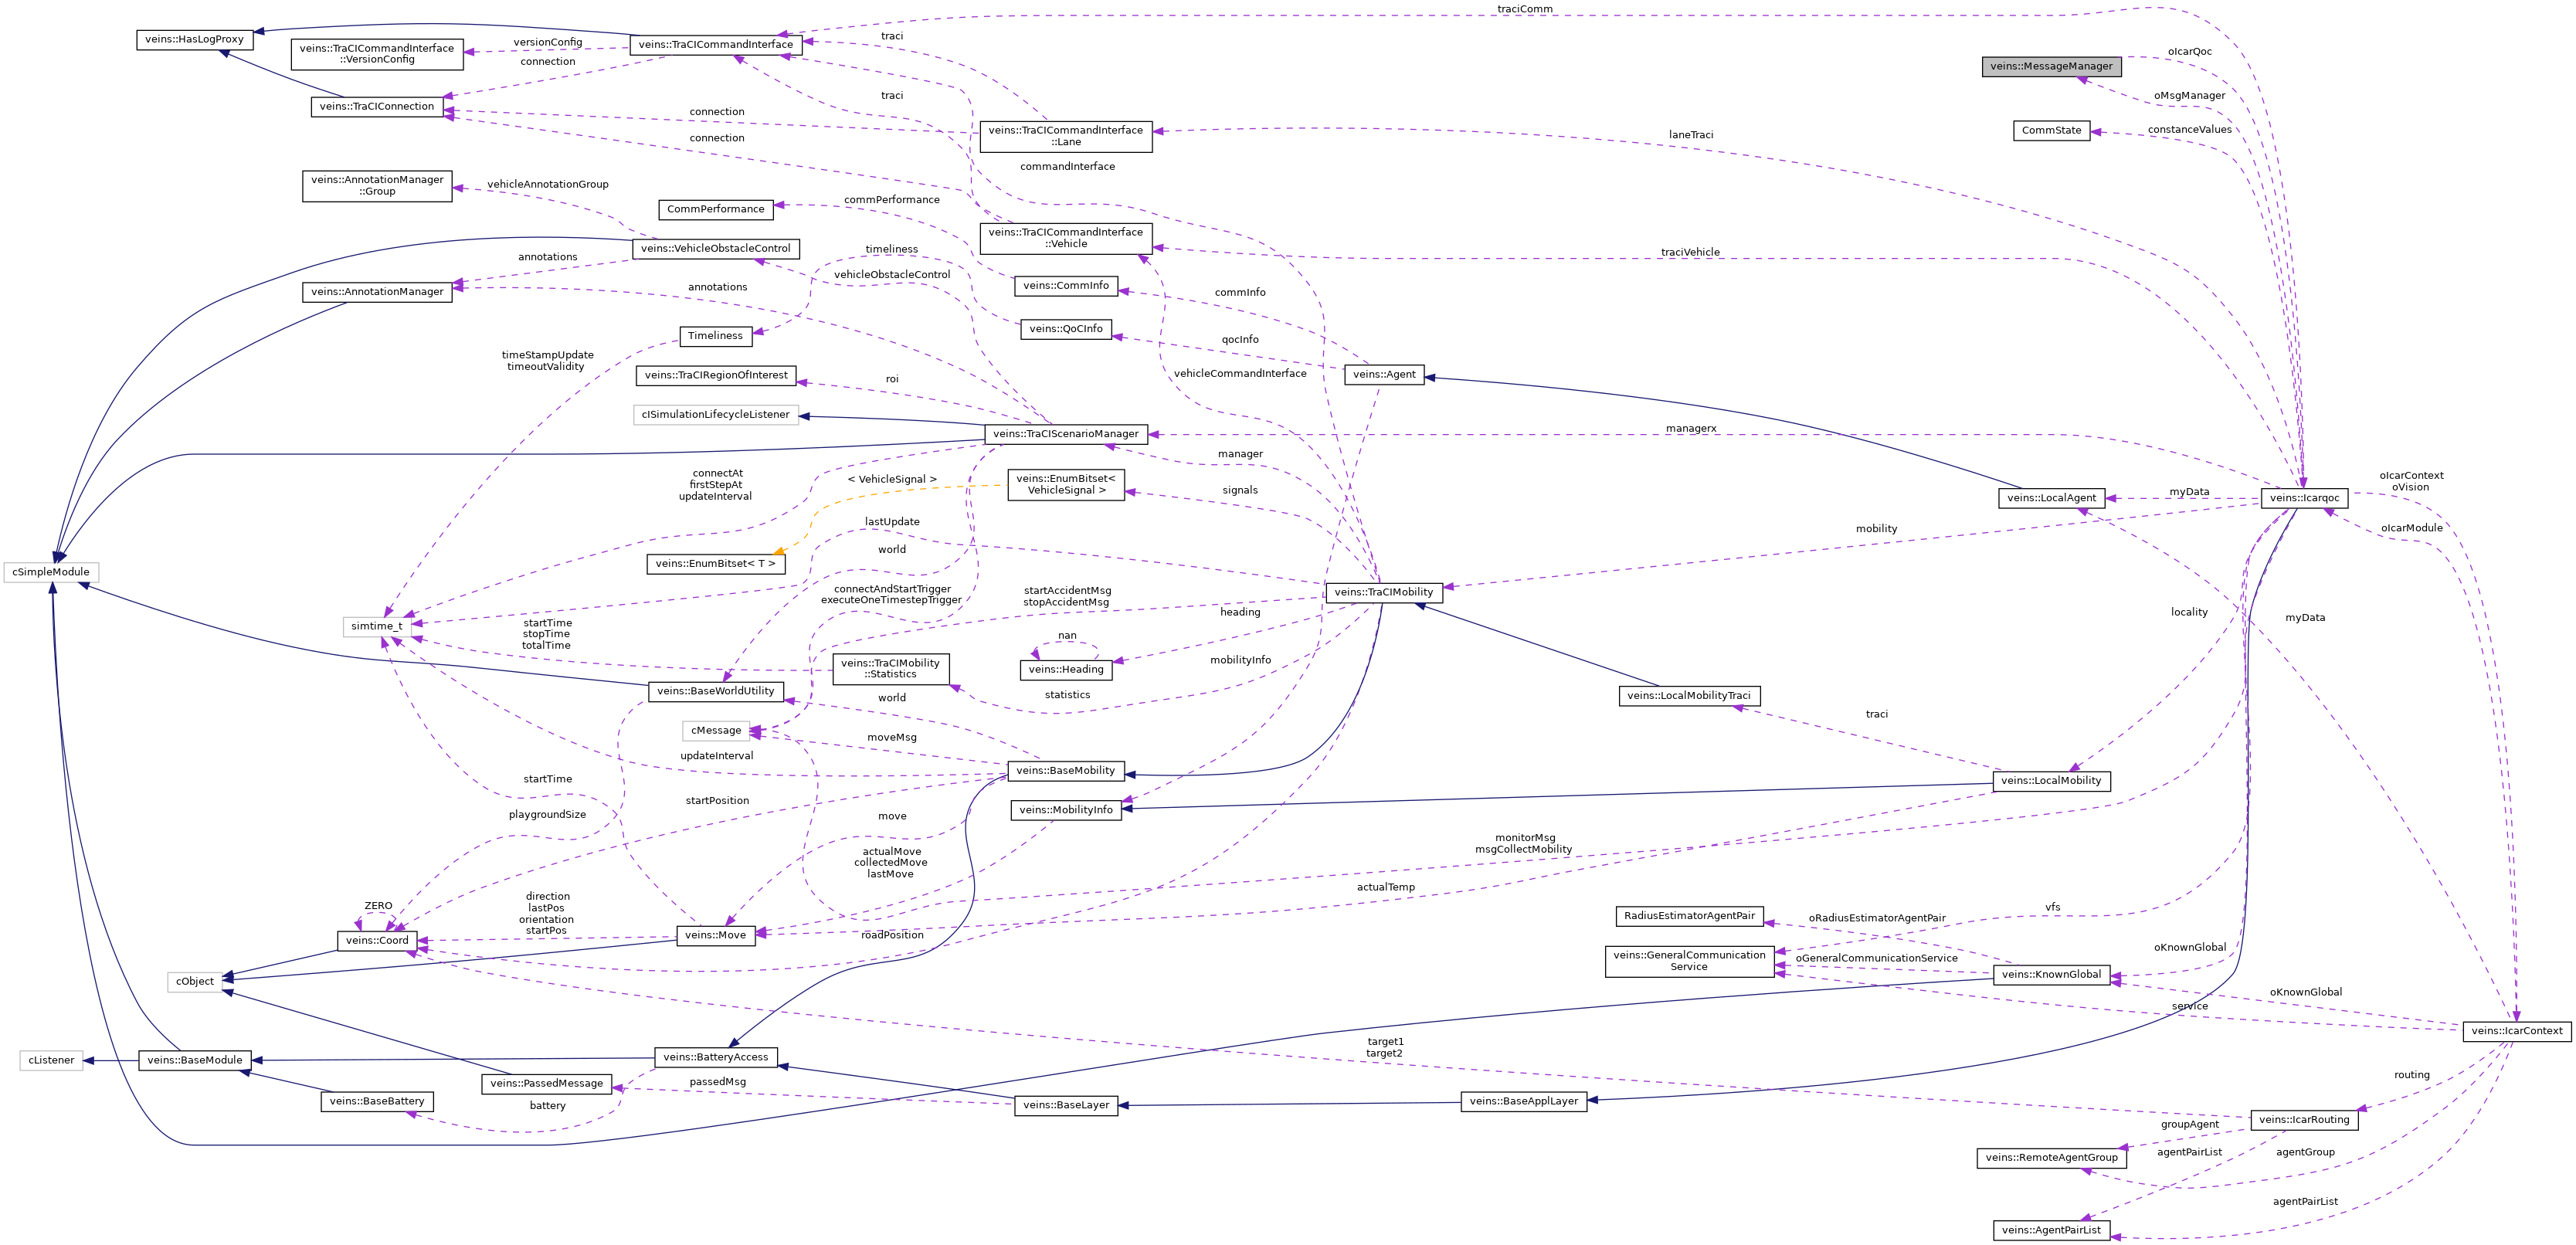 traciComm
veins::HasLogProxy
veins::TraCICommandInterface
::VersionConfig
versionConfig
connection
veins::TraCICommandInterface
traci
oIcarQoc
veins::MessageManager
oMsgManager
veins::TraCIConnection
connection
traci
connection
veins::TraCICommandInterface
::Lane
laneTraci
CommState
constanceValues
commandInterface
veins::AnnotationManager
::Group
vehicleAnnotationGroup
CommPerformance
commPerformance
veins::TraCICommandInterface
::Vehicle
traciVehicle
veins::VehicleObstacleControl
timeliness
annotations
vehicleObstacleControl
veins::AnnotationManager
annotations
veins::CommInfo
commInfo
Timeliness
veins::QoCInfo
qocInfo
timeStampUpdate
timeoutValidity
veins::TraCIRegionOfInterest
roi
vehicleCommandInterface
veins::Agent
cISimulationLifecycleListener
veins::TraCIScenarioManager
managerx
manager
connectAt
firstStepAt
updateInterval
< VehicleSignal >
veins::EnumBitset<
VehicleSignal >
signals
veins::LocalAgent
myData
veins::Icarqoc
oIcarContext
oVision
lastUpdate
mobility
oIcarModule
world
veins::EnumBitset< T >
cSimpleModule
connectAndStartTrigger
executeOneTimestepTrigger
startAccidentMsg
stopAccidentMsg
veins::TraCIMobility
heading
locality
myData
simtime_t
startTime
stopTime
totalTime
nan
veins::TraCIMobility
::Statistics
veins::Heading
mobilityInfo
veins::BaseWorldUtility
world
statistics
veins::LocalMobilityTraci
traci
cMessage
moveMsg
updateInterval
veins::BaseMobility
startTime
veins::LocalMobility
startPosition
veins::MobilityInfo
playgroundSize
move
monitorMsg
msgCollectMobility
actualMove
collectedMove
lastMove
actualTemp
ZERO
direction
lastPos
orientation
startPos
vfs
RadiusEstimatorAgentPair
oRadiusEstimatorAgentPair
veins::Coord
veins::Move
roadPosition
oKnownGlobal
veins::GeneralCommunication
Service
oGeneralCommunicationService
veins::KnownGlobal
cObject
oKnownGlobal
service
veins::IcarContext
target1
target2
cListener
veins::BaseModule
veins::BatteryAccess
veins::PassedMessage
passedMsg
routing
veins::BaseBattery
battery
veins::BaseLayer
veins::BaseApplLayer
veins::IcarRouting
groupAgent
veins::RemoteAgentGroup
agentPairList
agentGroup
agentPairList
veins::AgentPairList